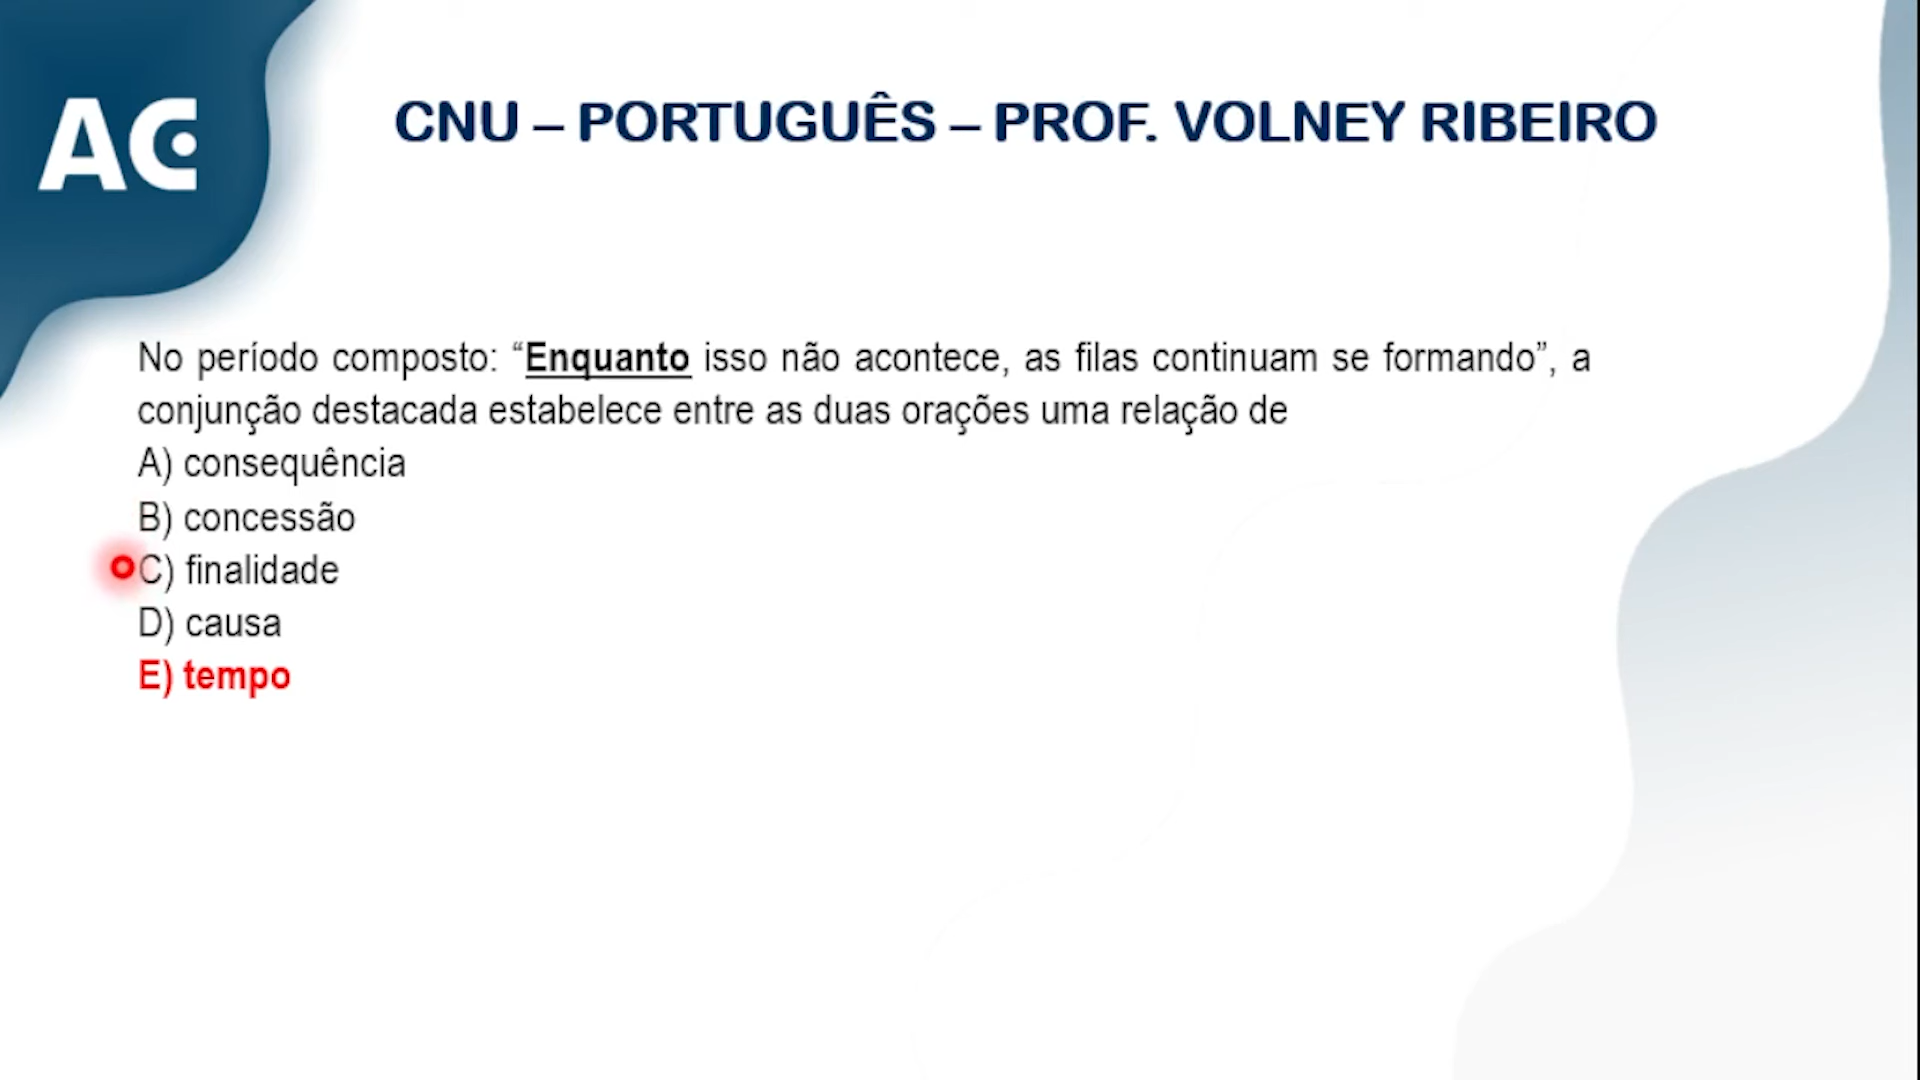 AC
CNU – PORTUGUÊS – PROF. VOLNEY RIBEIRO
No período composto: “Enquanto isso não acontece, as filas continuam se formando”, a
conjunção destacada estabelece entre as duas orações uma relação de
A) consequência
B) concessão
C) finalidade
D) causa
E) tempo